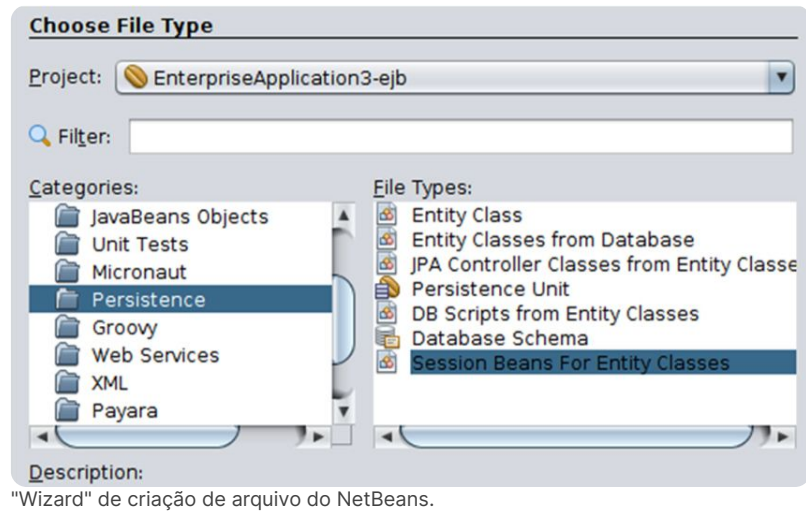 Choose File Type
Project: EnterpriseApplication3-ejb
Filter:
Categories:
JavaBeans Objects
Unit Tests
Micronaut
Persistence
Groovy
Web Services
XML
Payara
File Types:
Entity Class
Entity Classes from Database
JPA Controller Classes from Entity Classe
Persistence Unit
DB Scripts from Entity Classes
Database Schema
Session Beans For Entity Classes
Description:
"Wizard" de criação de arquivo do NetBeans.